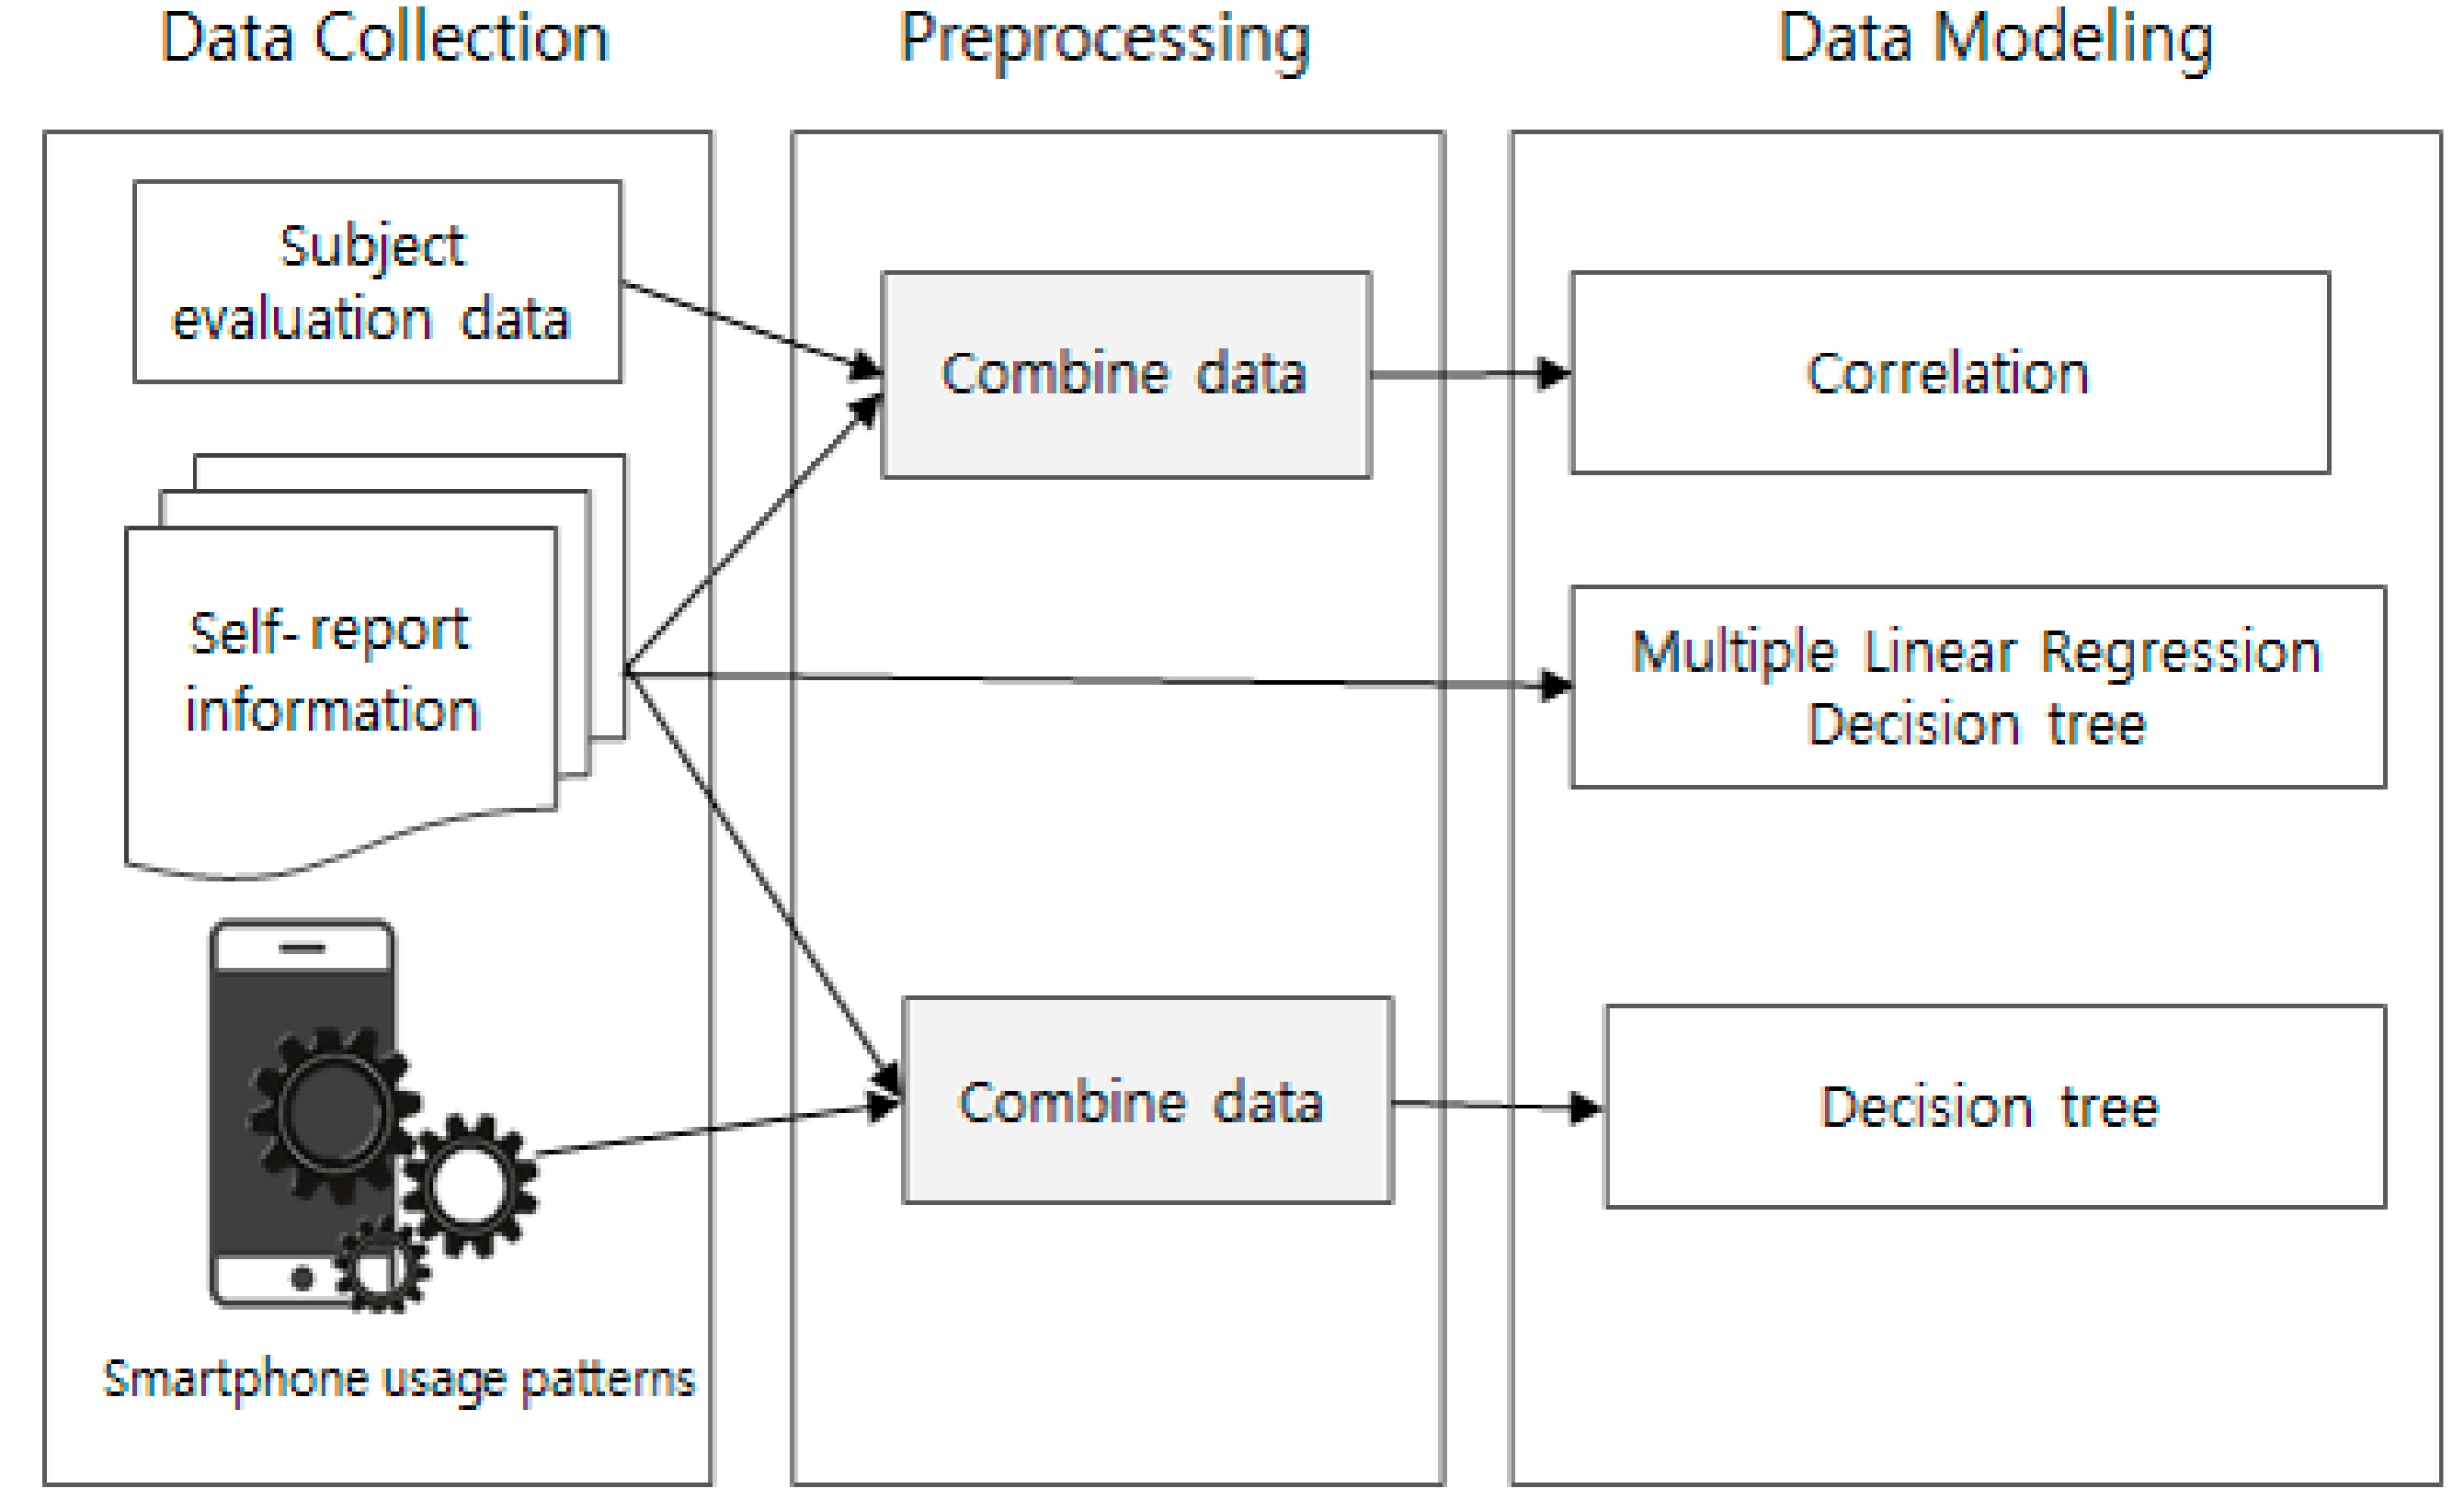 Data Collection
Preprocessing
Data Modeling
Subject
evaluation data
Combine data
Correlation
Self-report
information
Multiple Linear Regression
Decision tree
Combine data
Decision tree
Smartphone usage patterns